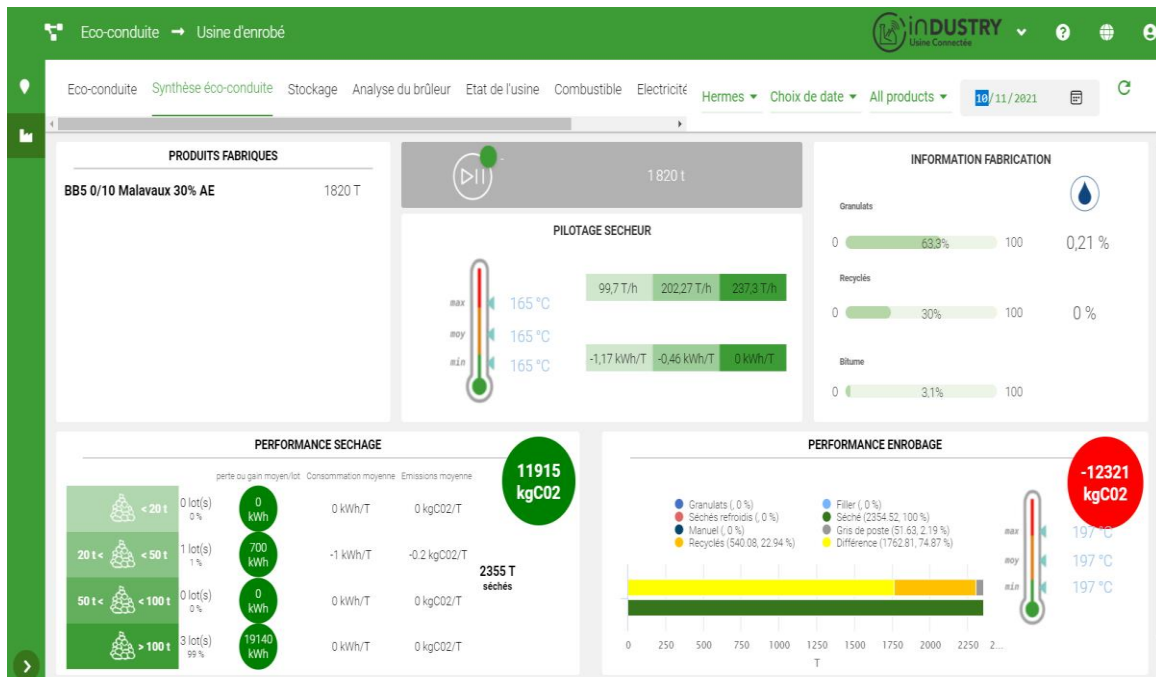 Eco-conduite → Usine d'enrobé
inDUSTRY
Usine Connectée
Eco-conduite Synthèse éco-conduite Stockage Analyse du brûleur Etat de l'usine Combustible Electricité
Hermes Choix de date All products 10/11/2021
PRODUITS FABRIQUES
BB5 0/10 Malavaux 30% AE 1820 T
-
1 820 t
PILOTAGE SECHEUR
max 165 °C
moy 165 °C
min 165 °C
99,7 T/h 202,27 T/h 237,3 T/h
-1,17 kWh/T -0,46 kWh/T 0 kWh/T
INFORMATION FABRICATION
Granulats
0 63,3% 100 0,21 %
Recyclés
0 30% 100 0 %
Bitume
0 3,1% 100
PERFORMANCE SECHAGE
11915
kgC02
perte ou gain moyen/lot Consommation moyenne Emissions moyenne
< 20 t 0 lot(s) 0 % 0 kWh 0 kWh/T 0 kgC02/T
20 t < < 50 t 1 lot(s) 1 % 700 kWh -1 kWh/T -0.2 kgC02/T
50 t < < 100 t 0 lot(s) 0 % 0 kWh 0 kWh/T 0 kgC02/T
> 100 t 3 lot(s) 99 % 19140 kWh 0 kWh/T 0 kgC02/T
2355 T
séchés
PERFORMANCE ENROBAGE
-12321
kgC02
Granulats (, 0 %) Filler (, 0 %)
Séchés refroidis (, 0 %) Séché (2354.52, 100 %)
Manuel (, 0 %) Gris de poste (51.63, 2.19 %)
Recyclés (540.08, 22.94 %) Différence (1762.81, 74.87 %)
max 197 °C
moy 197 °C
min 197 °C
0 250 500 750 1000 1250 1500 1750 2000 2250 2...
T